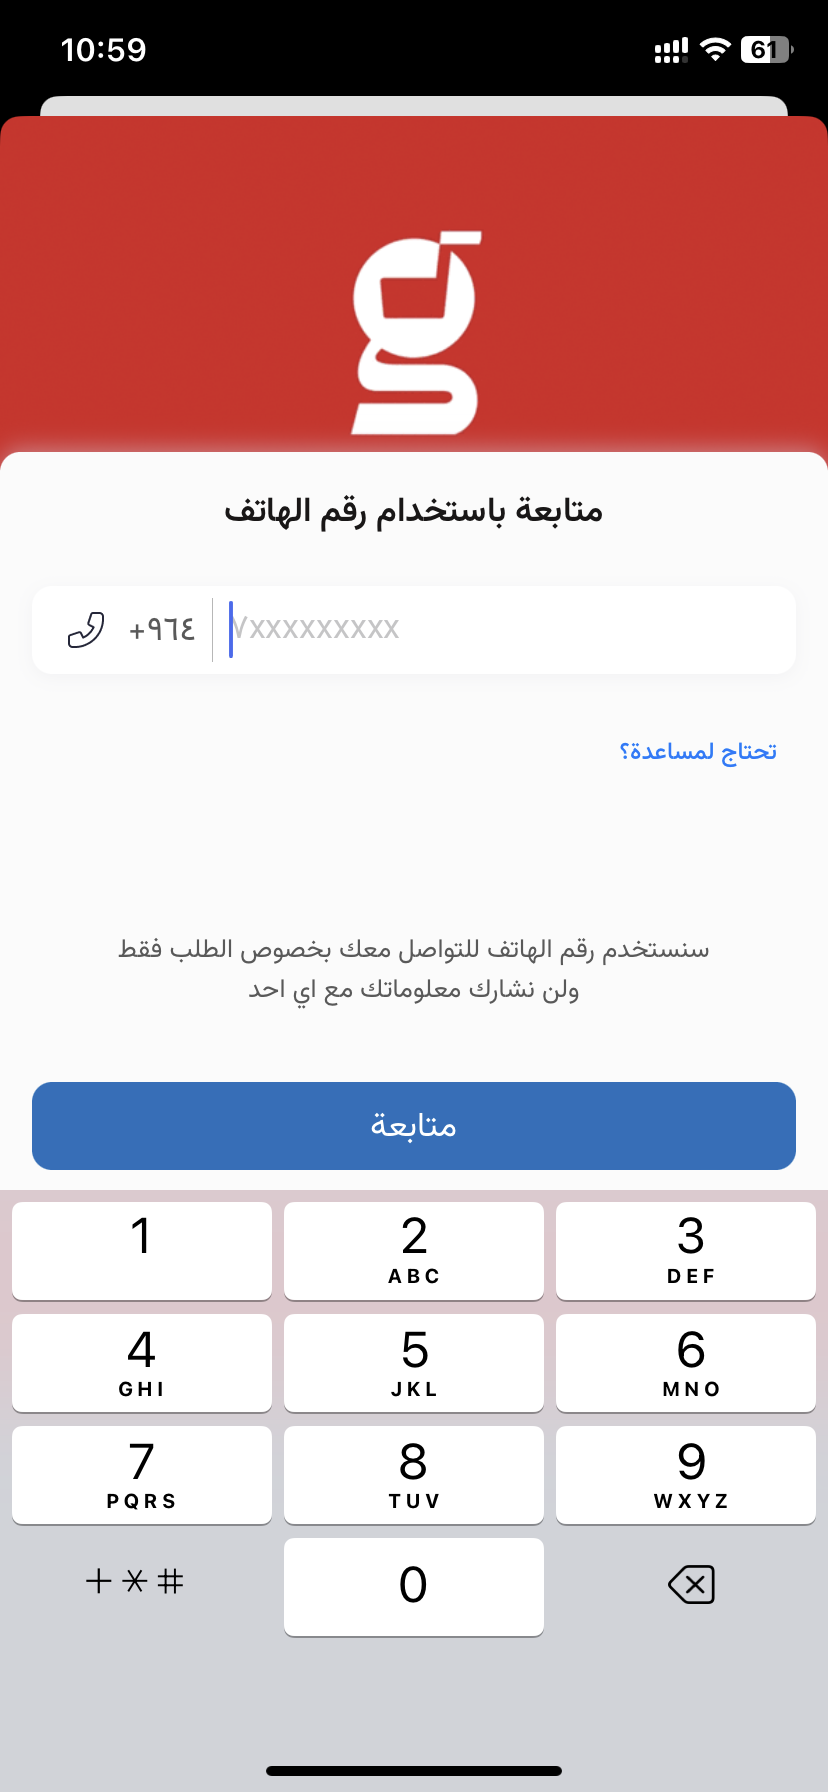 10:59
61
g
متابعة باستخدام رقم الهاتف
+٩٦٤ ٧xxxxxxxxx
تحتاج لمساعدة؟
سنستخدم رقم الهاتف للتواصل معك بخصوص الطلب فقط
ولن نشارك معلوماتك مع اي احد
متابعة
1 2 3
ABC DEF
4 5 6
GHI JKL MNO
7 8 9
PQRS TUV WXYZ
+*# 0